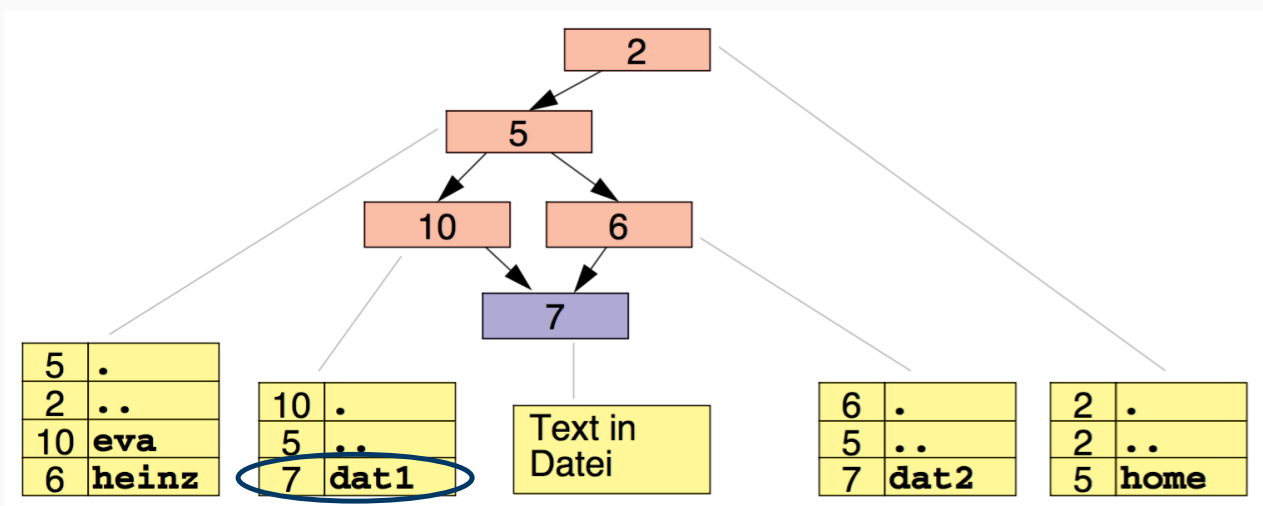 2
5
10
6
7
5 .
2 ..
10 eva
6 heinz
10 .
5 ..
7 dat1
Text in
Datei
6 .
5 ..
7 dat2
2 .
2 ..
5 home